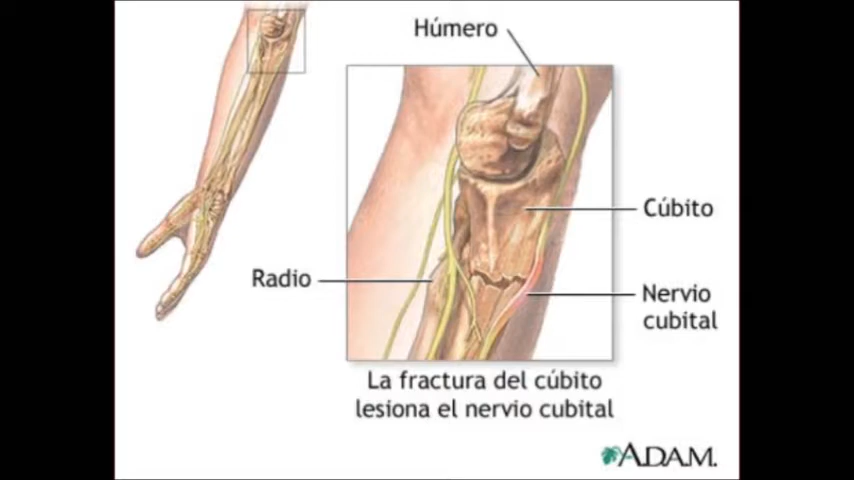 Húmero
Cúbito
Radio
Nervio
cubital
La fractura del cúbito
lesiona el nervio cubital
A.D.A.M.